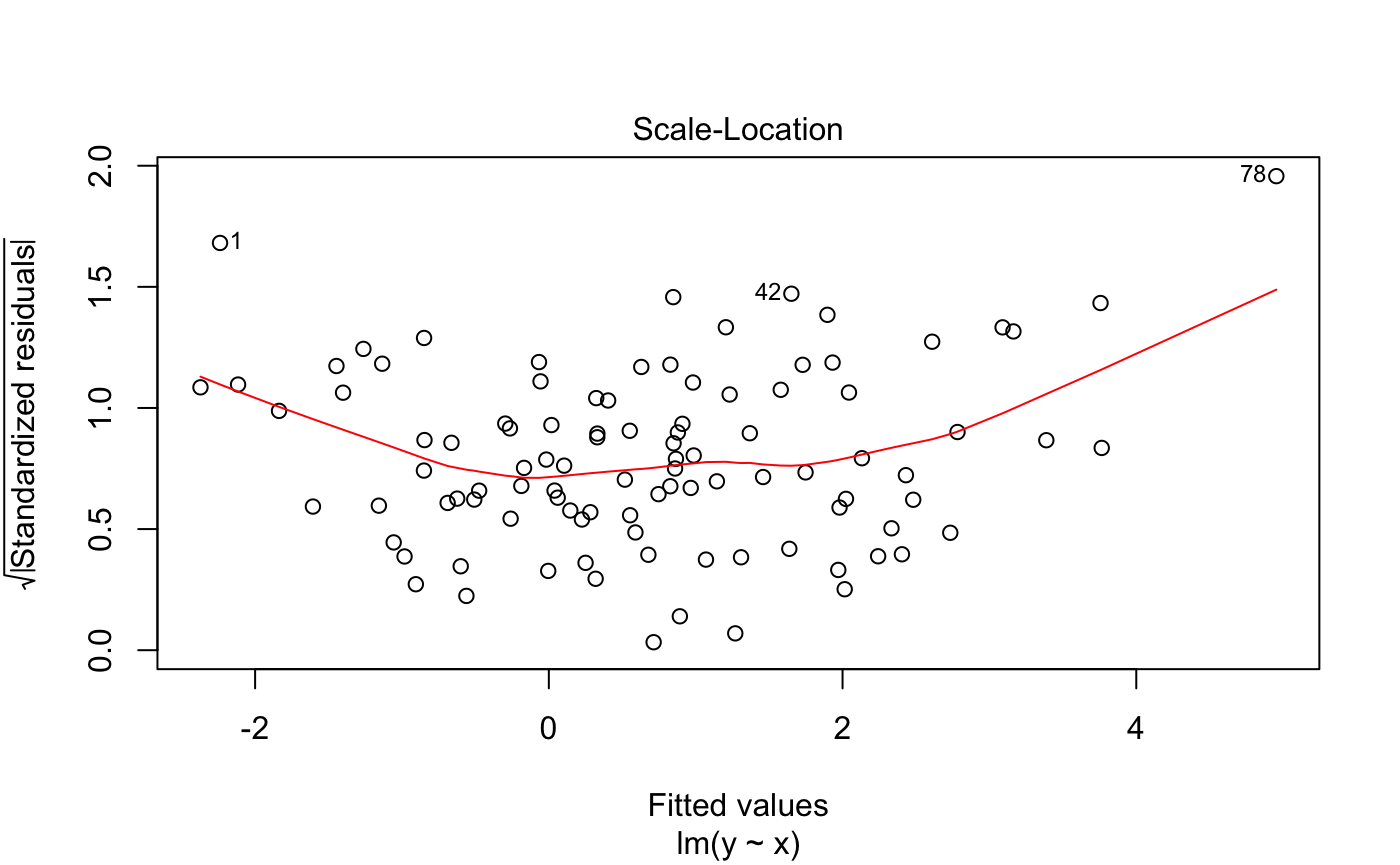 Scale-Location
√|Standardized residuals|
2.0
1.5
1.0
0.5
0.0
78
1
42
-2 0 2 4
Fitted values
lm(y ~ x)